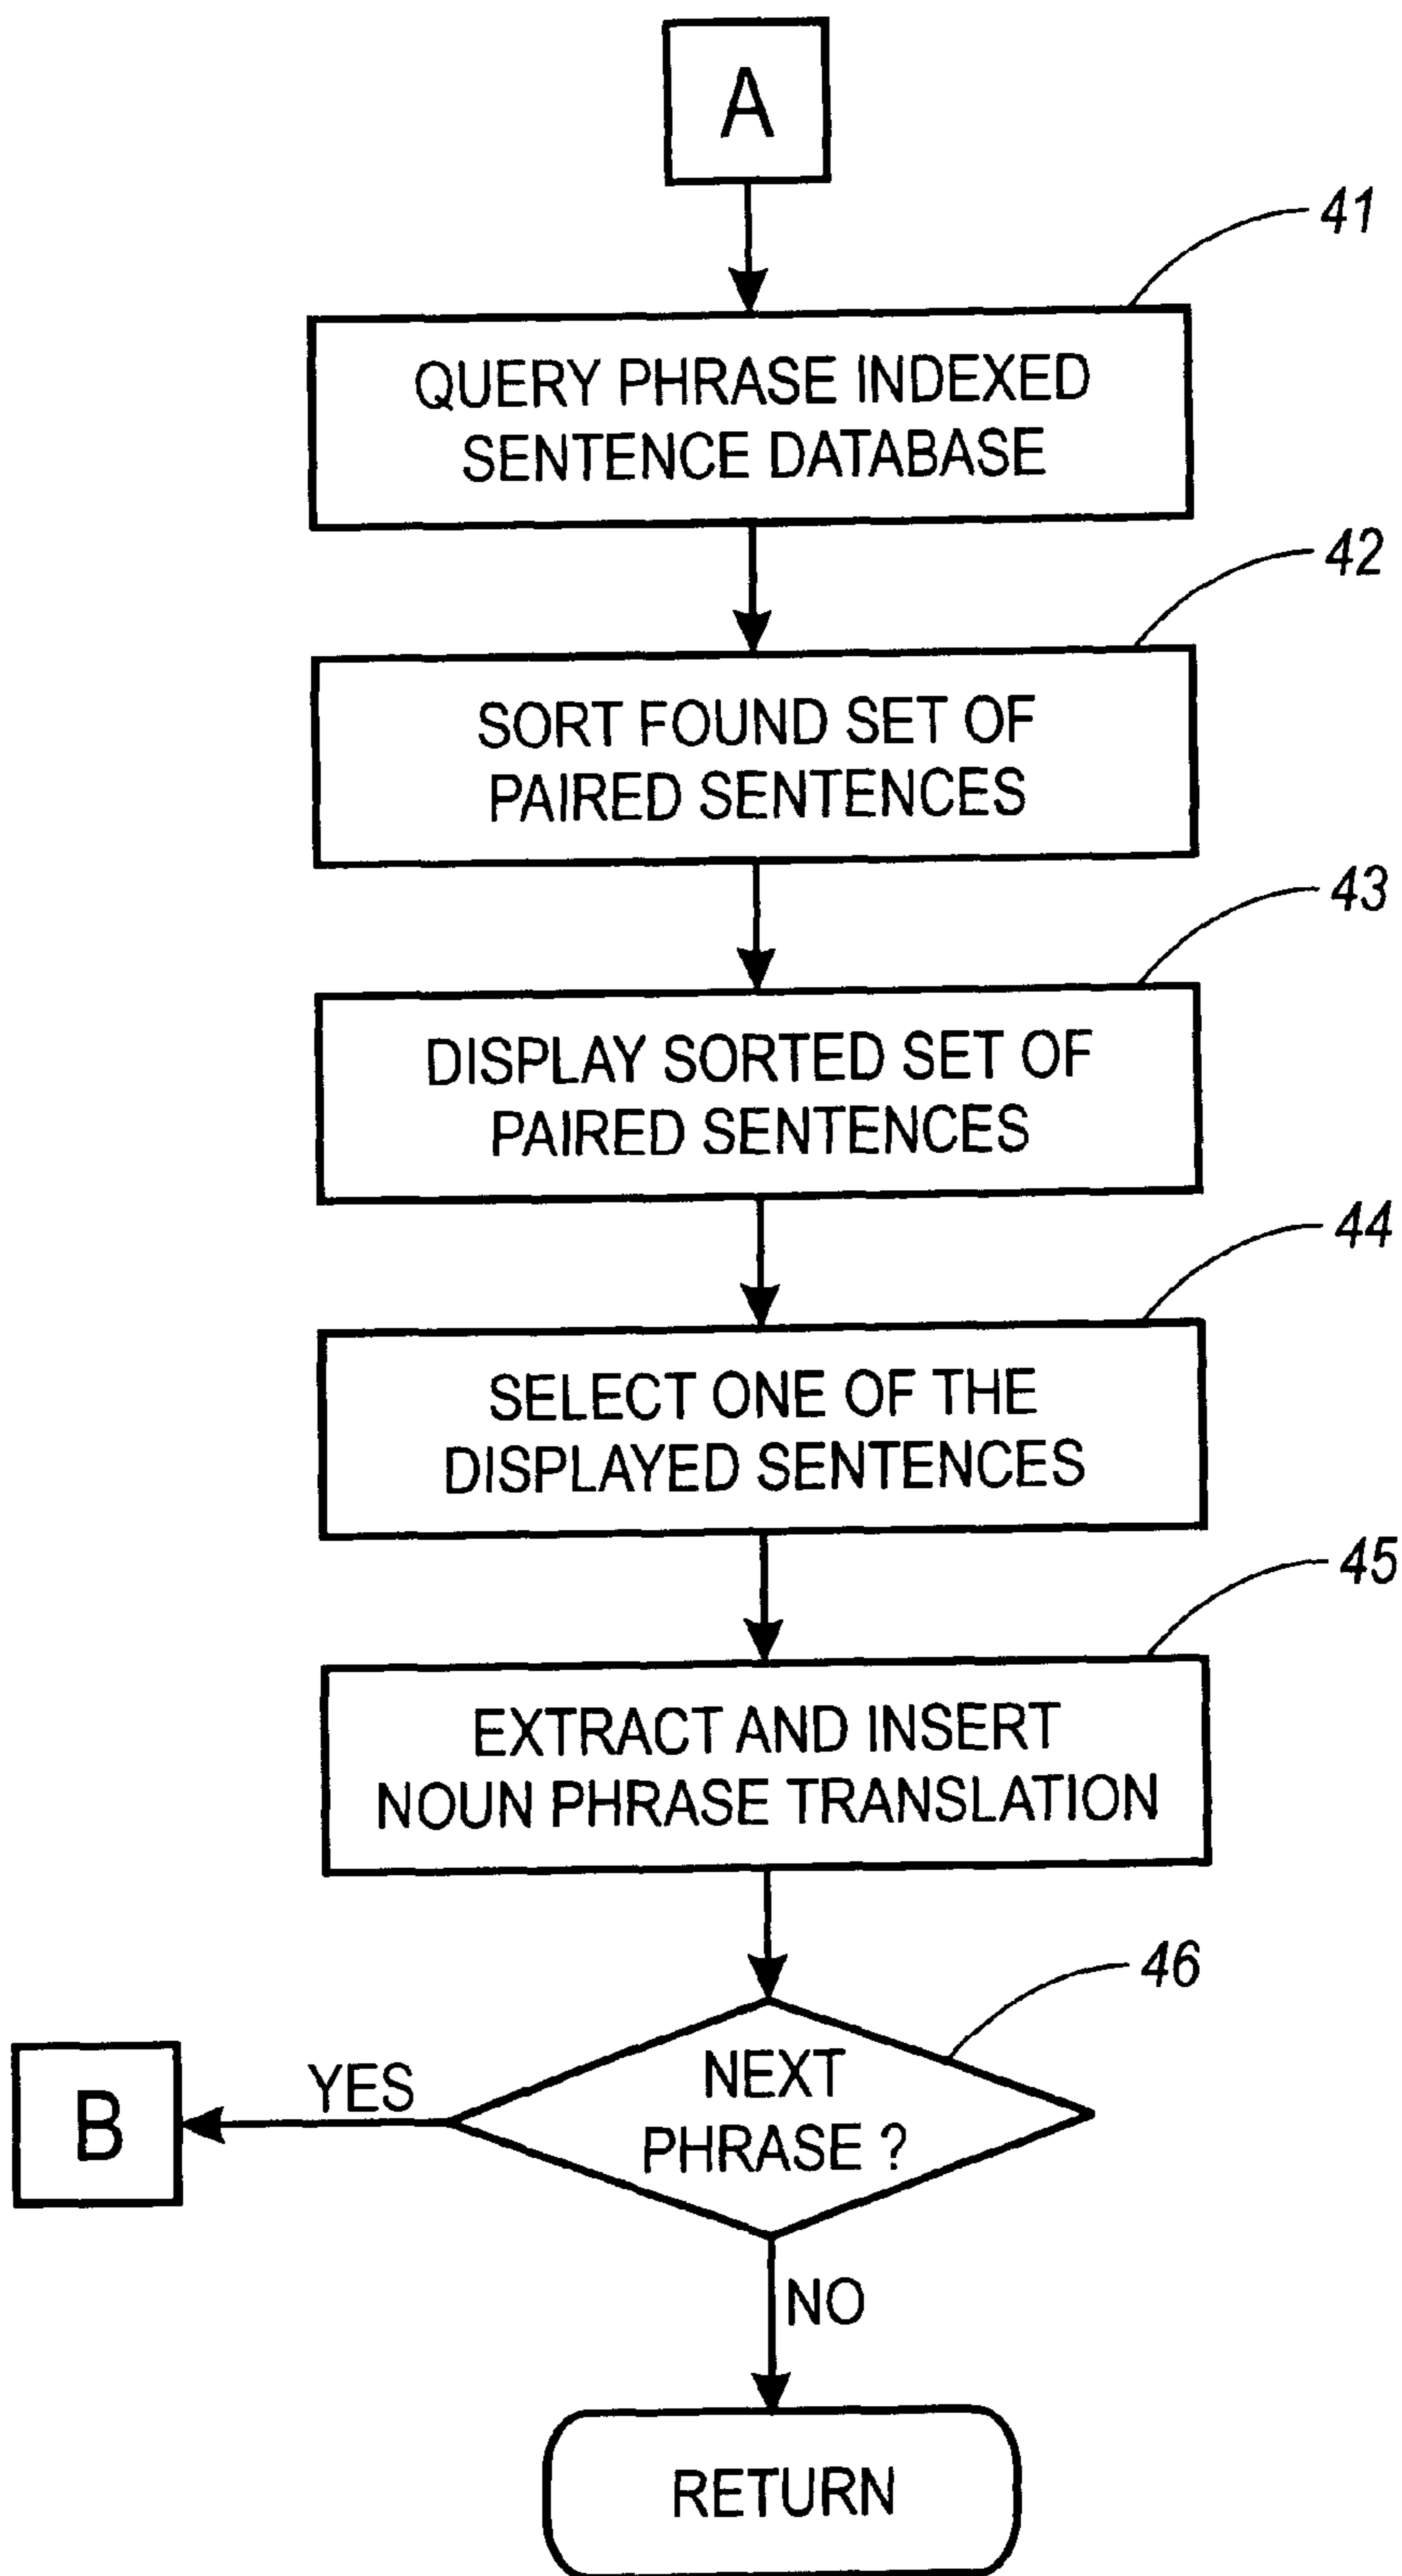 A
41
QUERY PHRASE INDEXED
SENTENCE DATABASE
42
SORT FOUND SET OF
PAIRED SENTENCES
43
DISPLAY SORTED SET OF
PAIRED SENTENCES
44
SELECT ONE OF THE
DISPLAYED SENTENCES
45
EXTRACT AND INSERT
NOUN PHRASE TRANSLATION
46
NEXT
PHRASE ?
YES
B
NO
RETURN